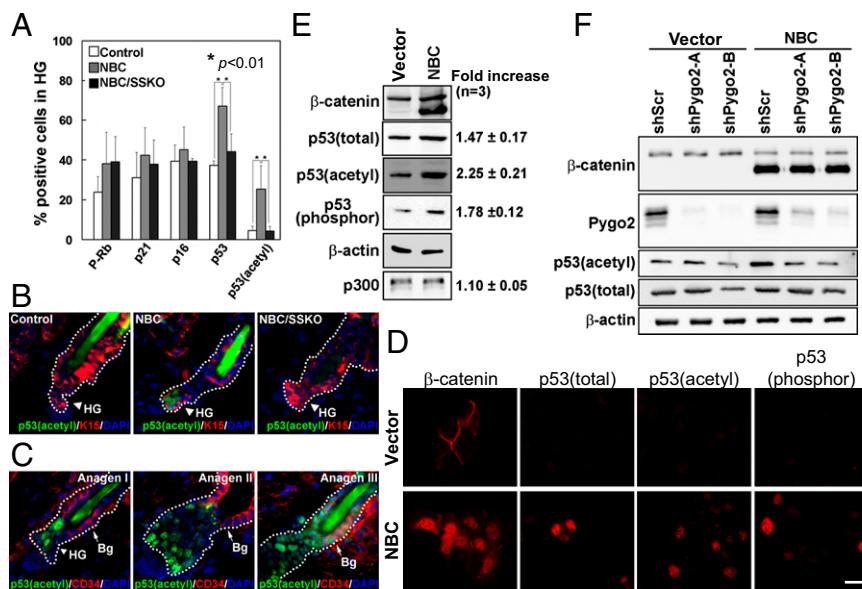 A
% positive cells in HG
100
80
60
40
20
0
Control
NBC
NBC/SSKO
* p<0.01
**
**
P-Rb
p21
p16
p53
p53(acetyl)
B
Control
NBC
NBC/SSKO
HG
HG
HG
p53(acetyl)/K15/DAPI
p53(acetyl)/K15/DAPI
p53(acetyl)/K15/DAPI
C
Anagen I
Anagen II
Anagen III
HG
Bg
Bg
Bg
p53(acetyl)/CD34/DAPI
p53(acetyl)/CD34/DAPI
p53(acetyl)/CD34/DAPI
E
Vector
NBC
Fold increase
(n=3)
β-catenin
p53(total)
1.47 ± 0.17
p53(acetyl)
2.25 ± 0.21
p53
(phosphor)
1.78 ±0.12
β-actin
p300
1.10 ± 0.05
F
Vector
NBC
shScr
shPygo2-A
shPygo2-B
shScr
shPygo2-A
shPygo2-B
β-catenin
Pygo2
p53(acetyl)
p53(total)
β-actin
D
β-catenin
p53(total)
p53(acetyl)
p53
(phosphor)
Vector
NBC